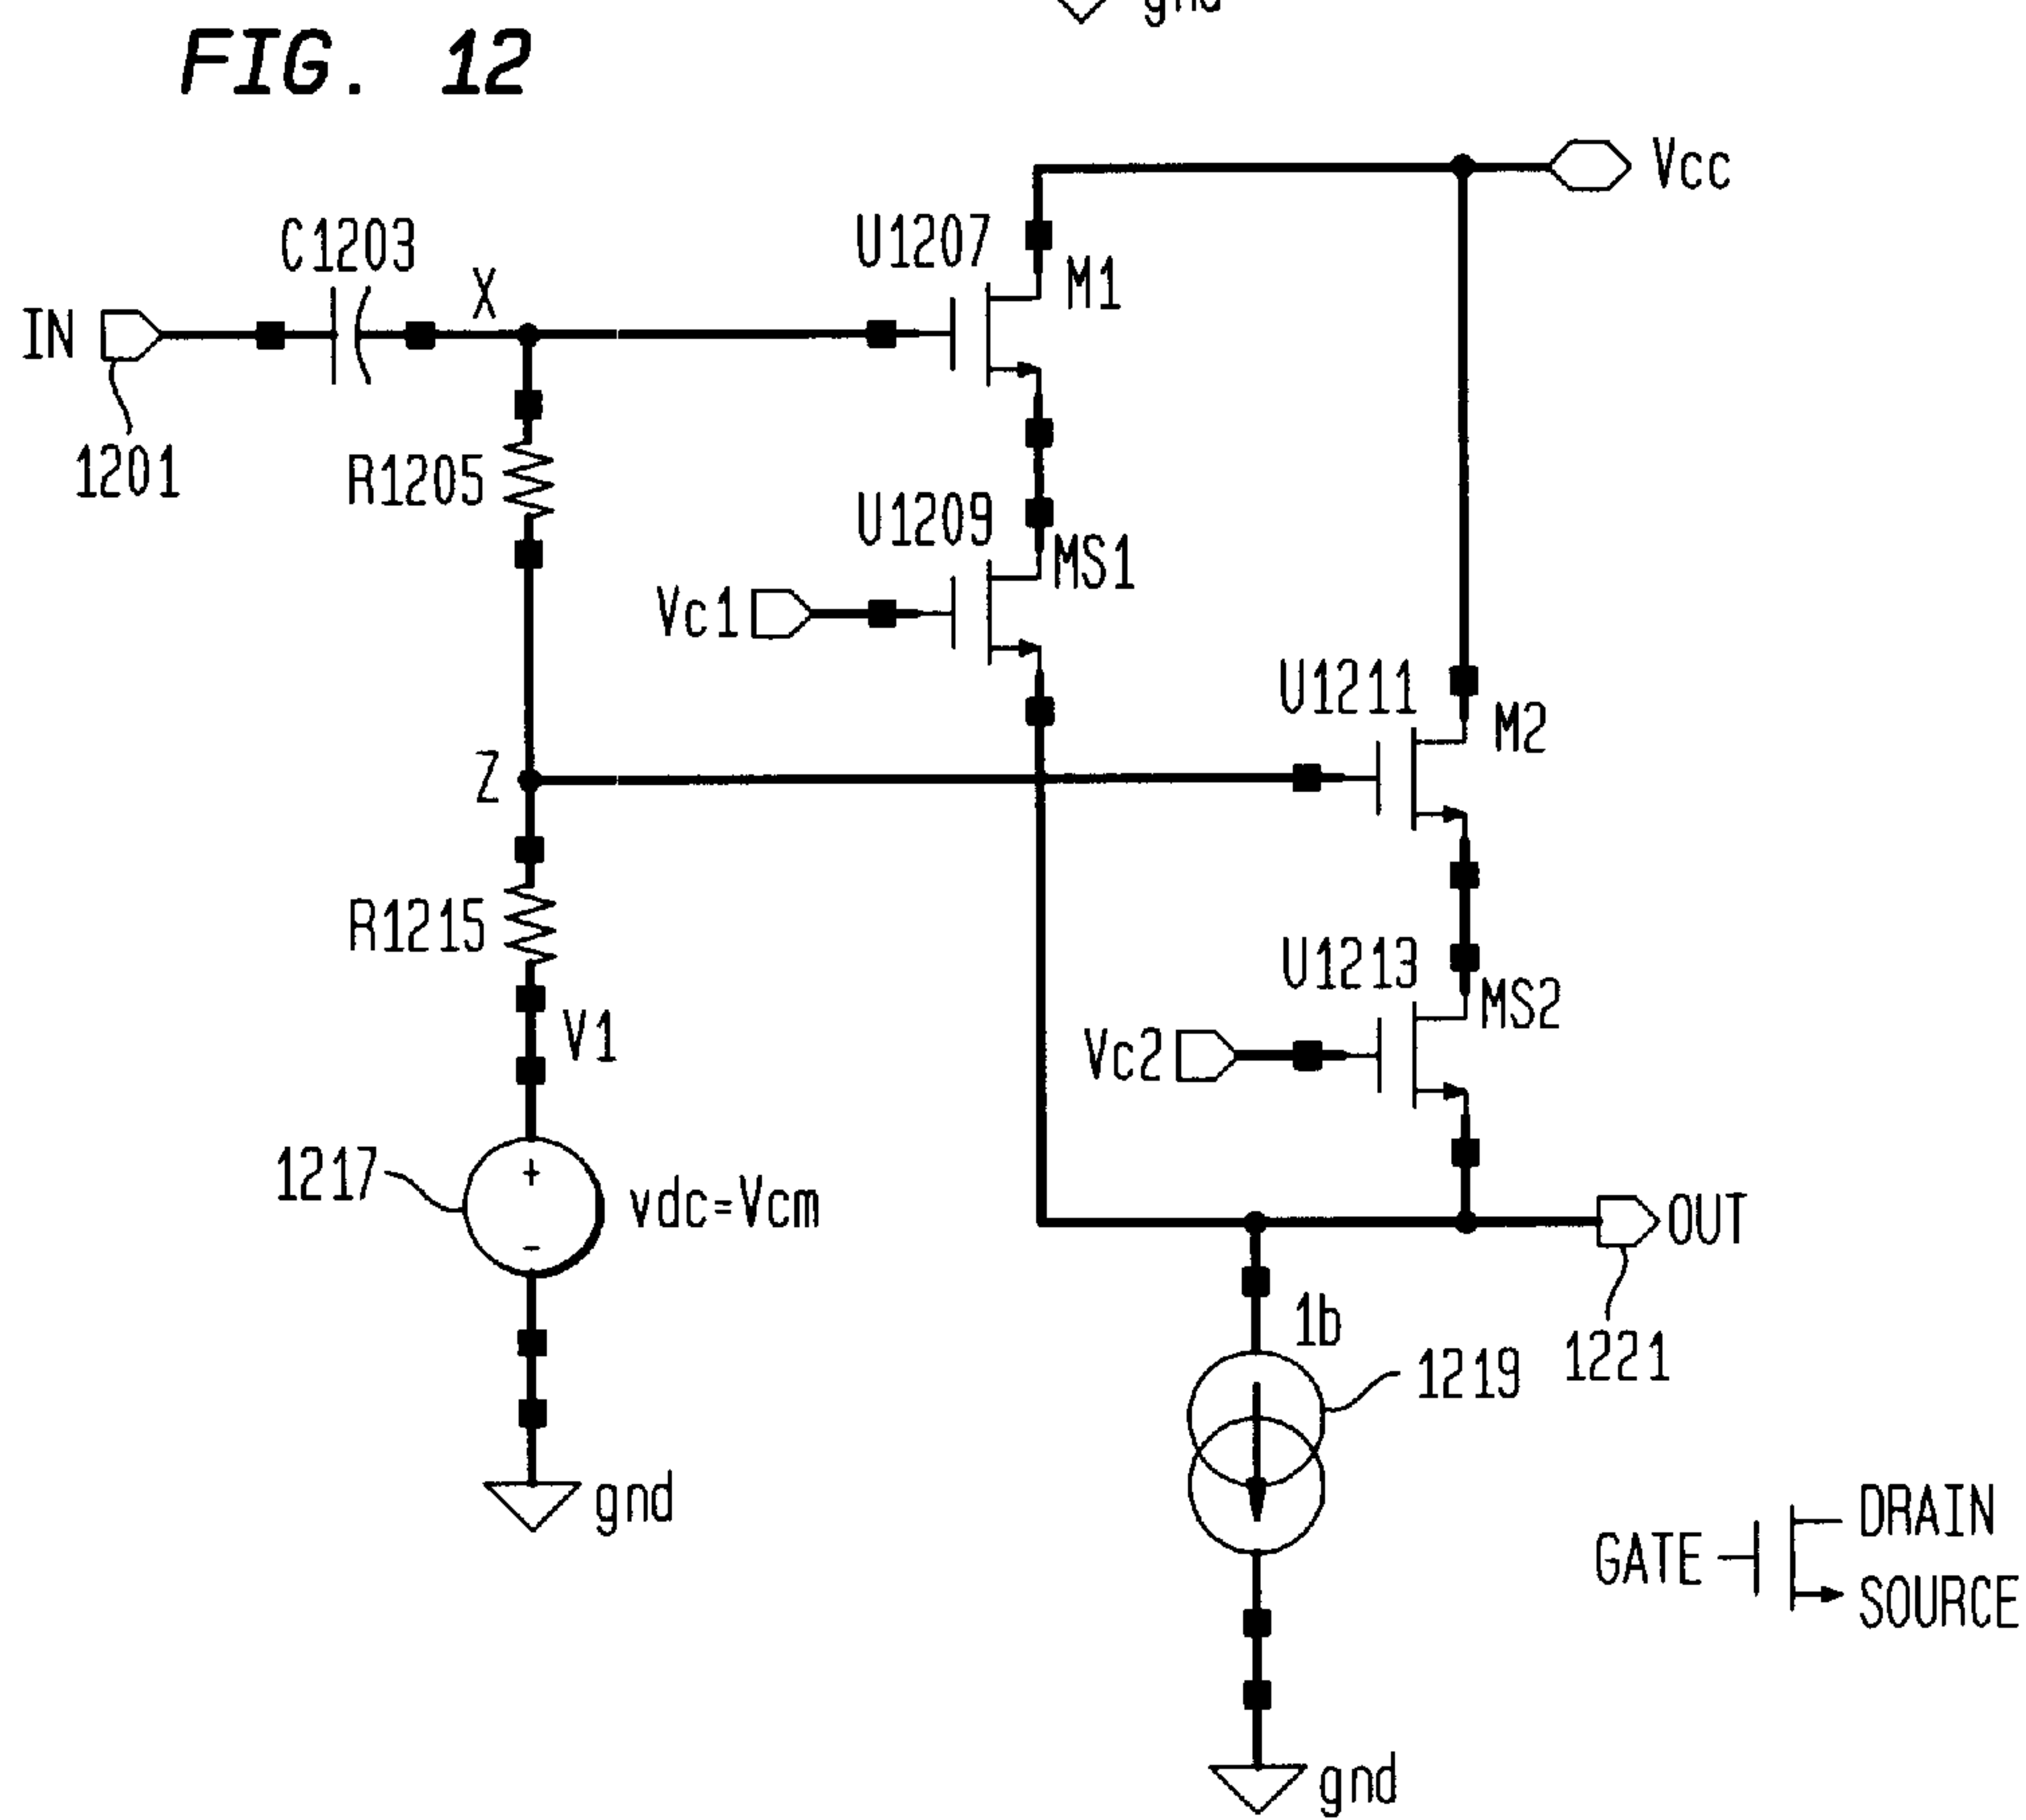 gnd
FIG. 12
Vcc
C1203
X
U1207
M1
IN
1201
R1205
U1209
MS1
Vc1
U1211
M2
Z
R1215
V1
U1213
MS2
Vc2
1217
+
-
vdc=Vcm
OUT
1b
1219
1221
gnd
GATE
DRAIN
SOURCE
gnd